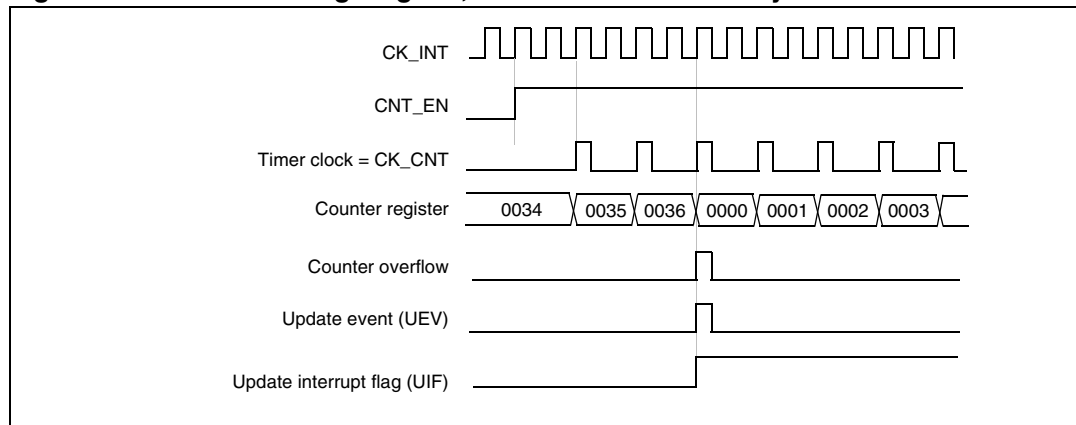 CK_INT
CNT_EN
Timer clock = CK_CNT
Counter register 0034 0035 0036 0000 0001 0002 0003
Counter overflow
Update event (UEV)
Update interrupt flag (UIF)